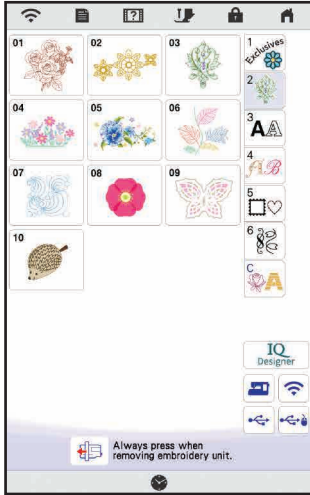 01
02
03
04
05
06
07
08
09
10
1
Exclusives
2
3
AA
4
AB
5
6
C
A
IQ
Designer
Always press when
removing embroidery unit.